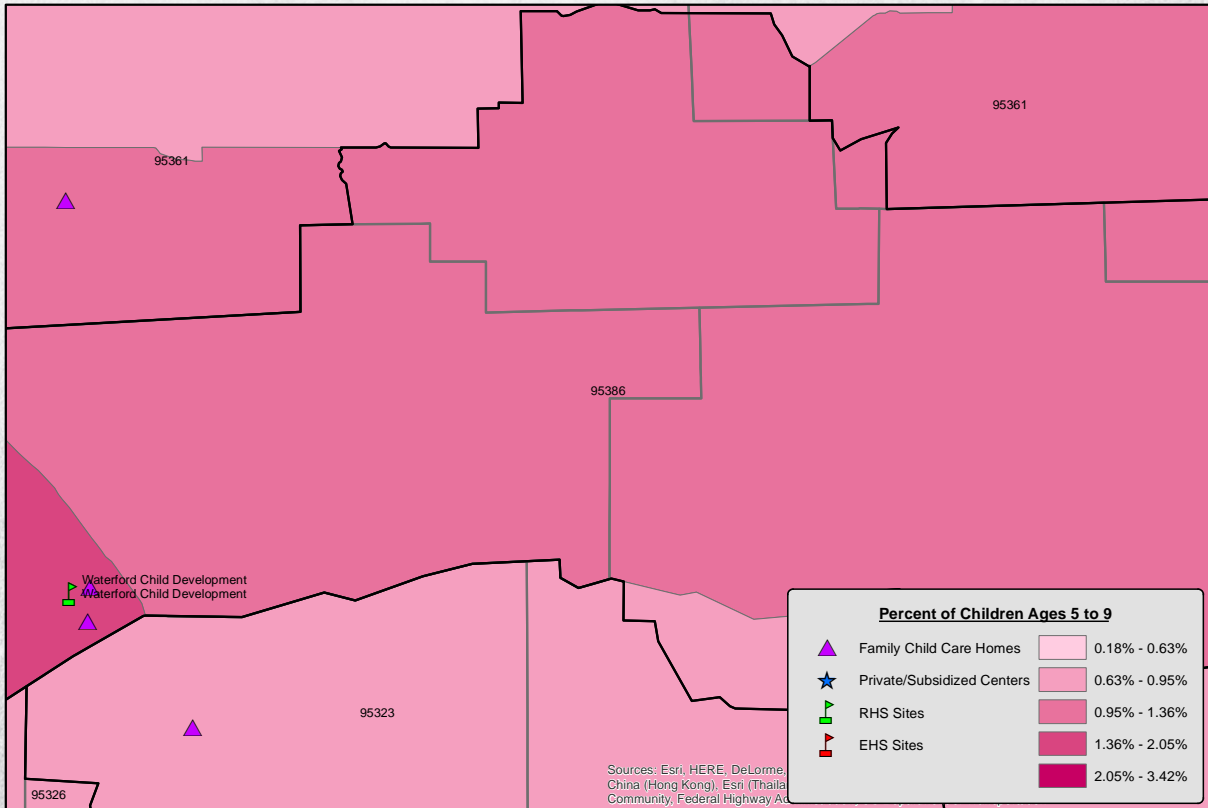 95361
95361
95386
Waterford Child Development
Waterford Child Development
95323
95326
Percent of Children Ages 5 to 9
Family Child Care Homes
Private/Subsidized Centers
RHS Sites
EHS Sites
0.18% - 0.63%
0.63% - 0.95%
0.95% - 1.36%
1.36% - 2.05%
2.05% - 3.42%
Sources: Esri, HERE, DeLorme,
China (Hong Kong), Esri
Community, Federal Highway